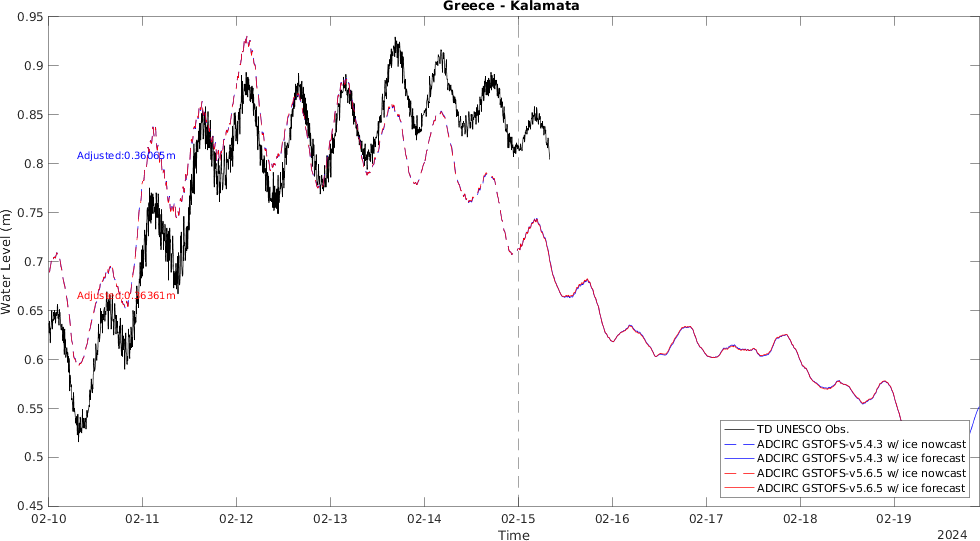 Greece - Kalamata
0.95
0.9
0.85
0.8
0.75
0.7
0.65
0.6
0.55
0.5
0.45
Water Level (m)
Adjusted:0.36065m
Adjusted:0.36361m
TD UNESCO Obs.
ADCIRC GSTOFS-v5.4.3 w/ ice nowcast
ADCIRC GSTOFS-v5.4.3 w/ ice forecast
ADCIRC GSTOFS-v5.6.5 w/ ice nowcast
ADCIRC GSTOFS-v5.6.5 w/ ice forecast
02-10 02-11 02-12 02-13 02-14 02-15 02-16 02-17 02-18 02-19
Time
2024